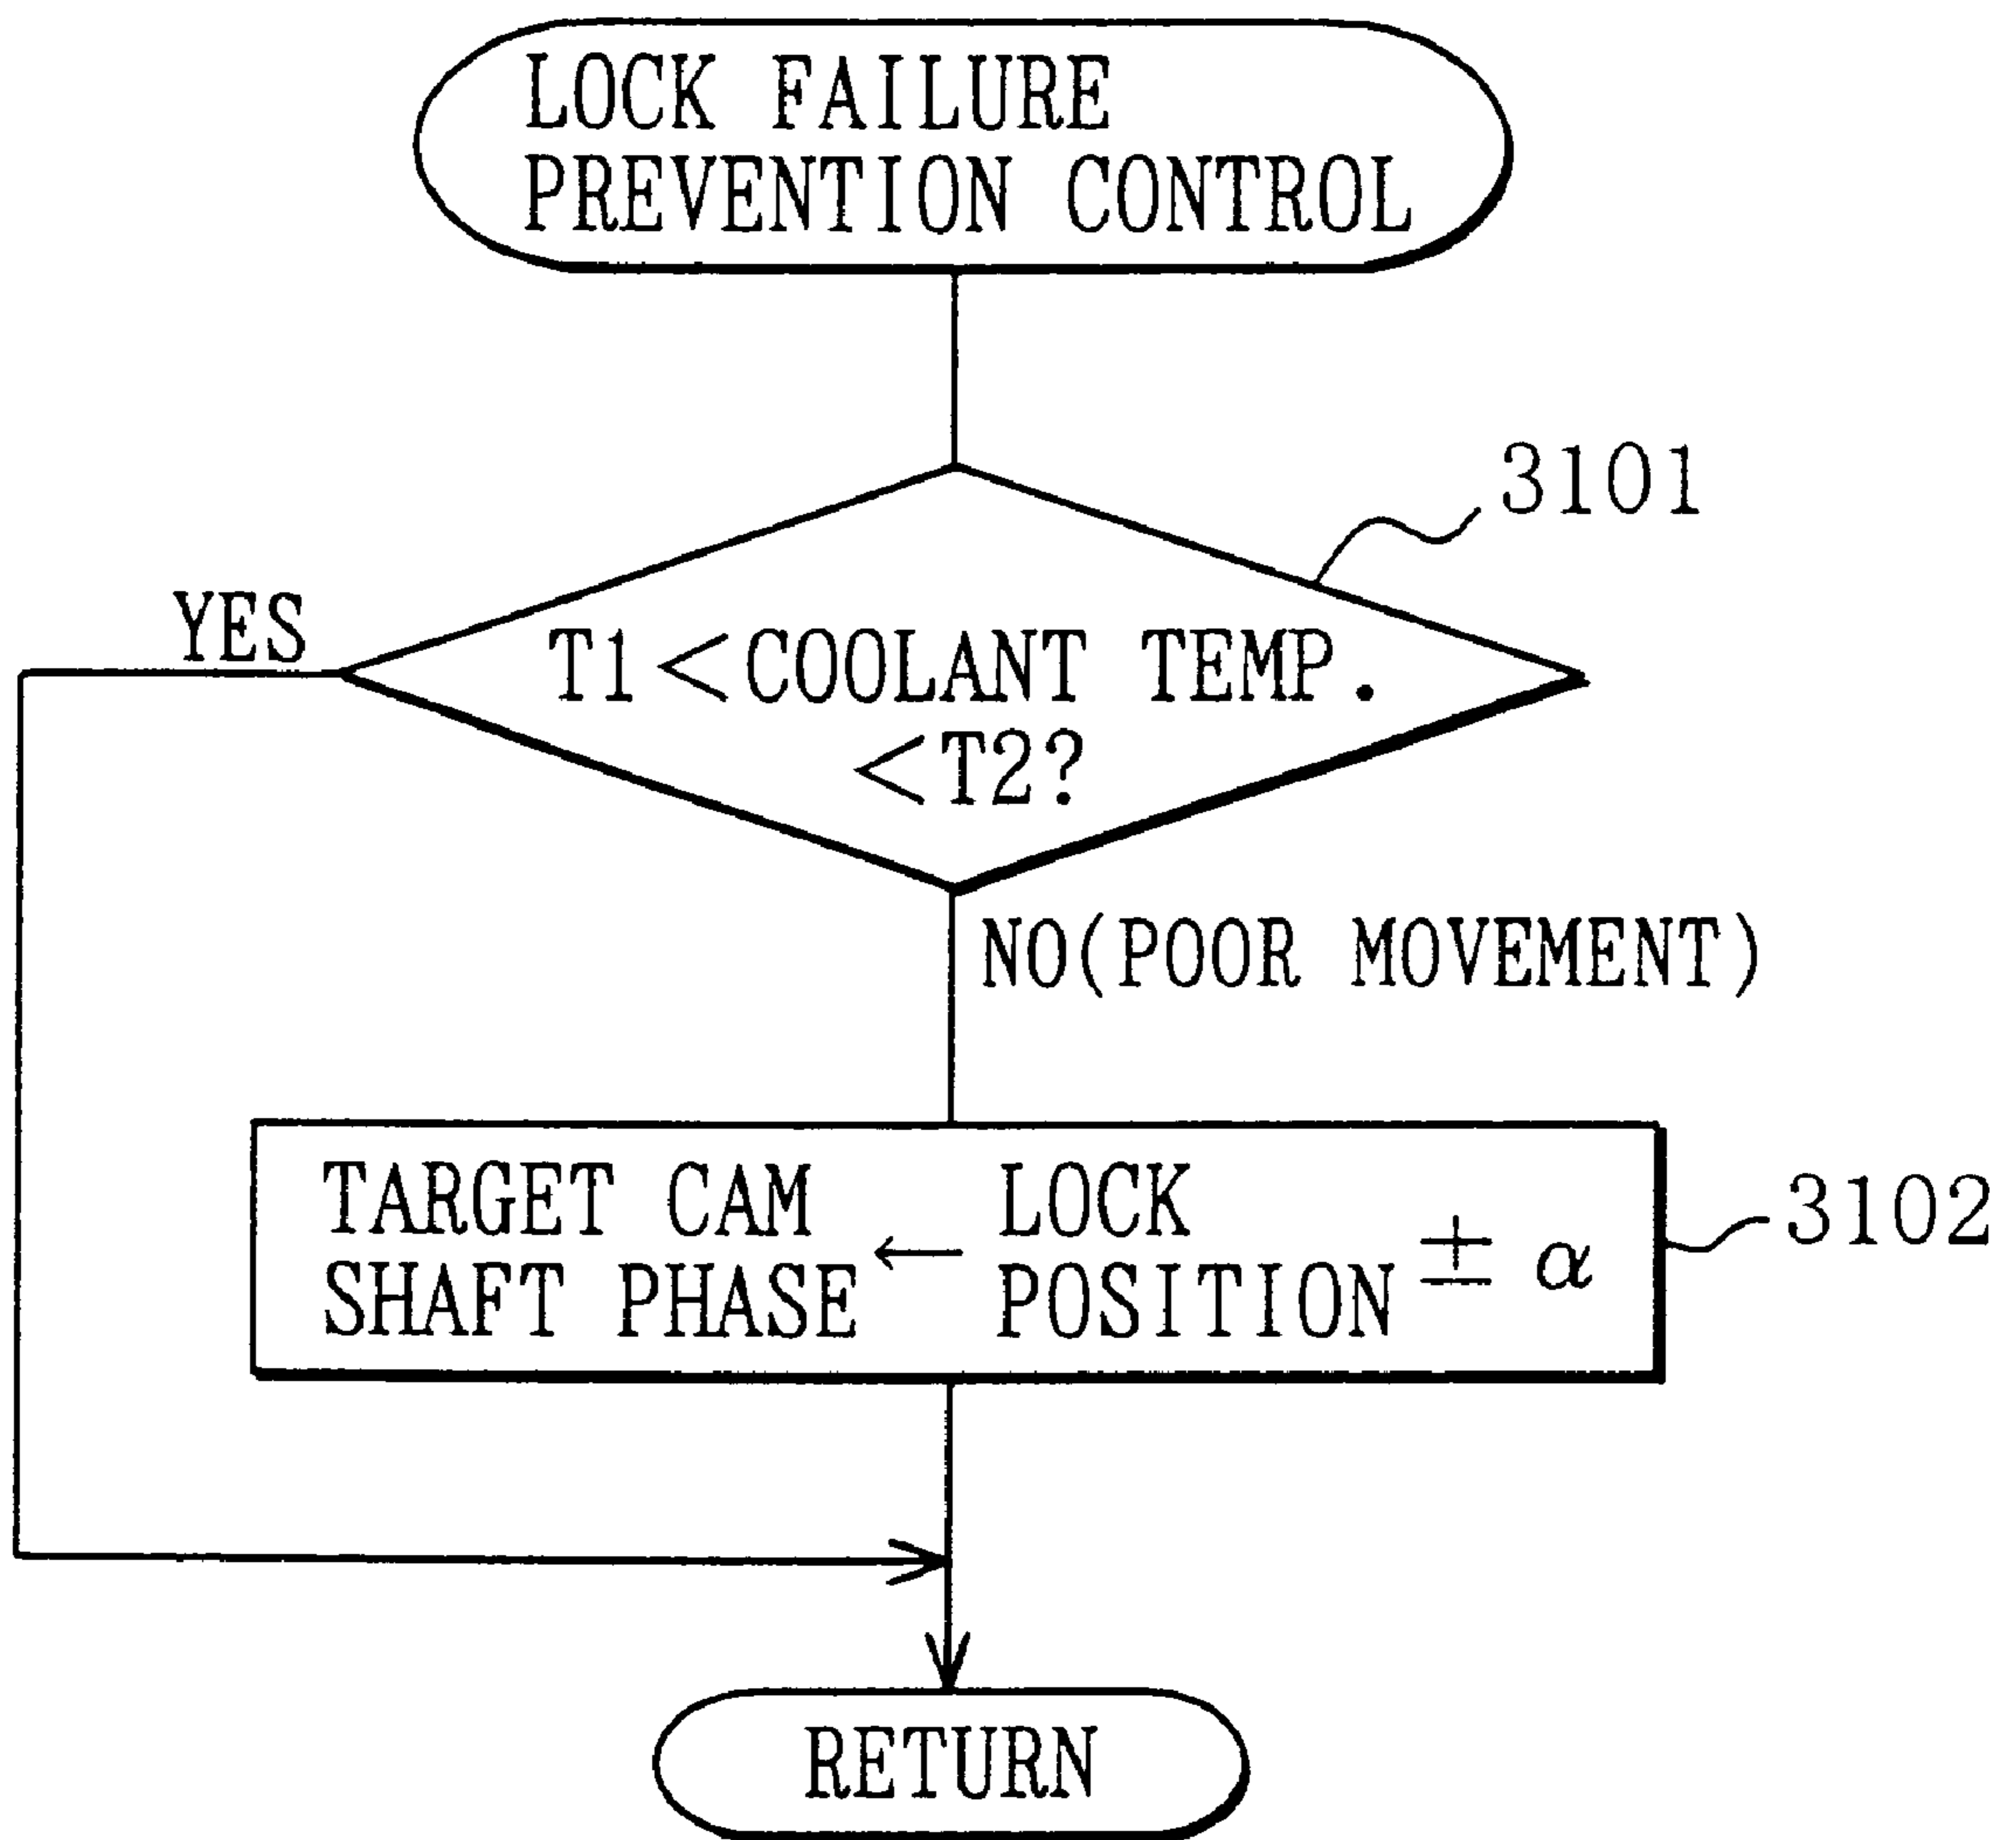 LOCK FAILURE
PREVENTION CONTROL
3101
YES
T1<COOLANT TEMP.
<T2?
NO(POOR MOVEMENT)
TARGET CAM
SHAFT PHASE
←
LOCK
POSITION
± α
3102
RETURN